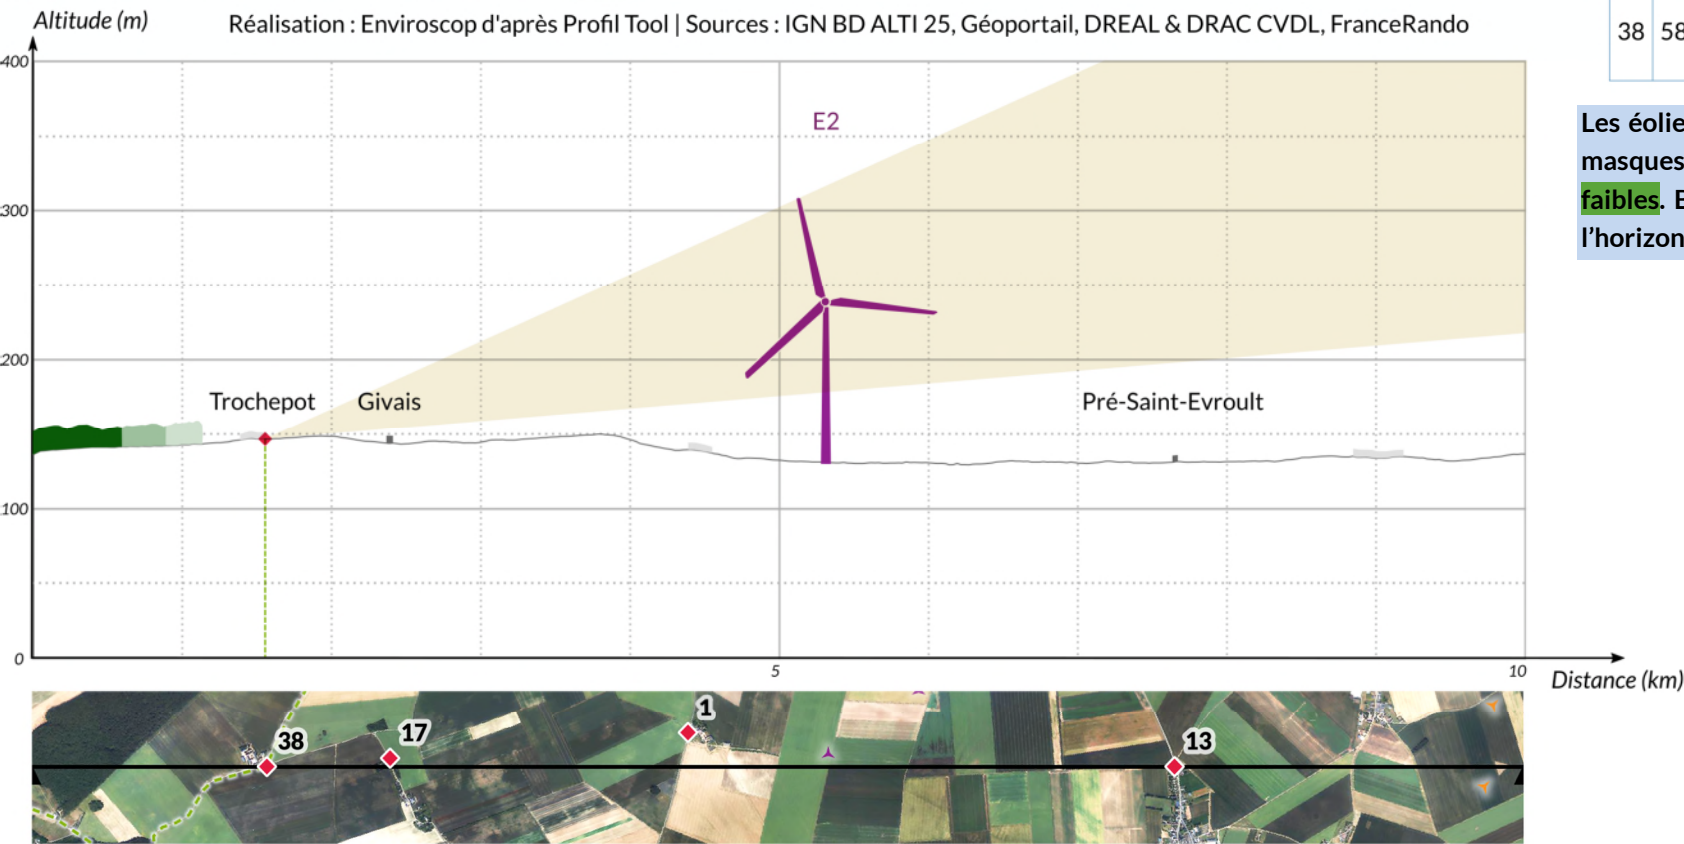 Altitude (m)
Réalisation : Enviroscop d'après Profil Tool | Sources : IGN BD ALTI 25, Géoportail, DREAL & DRAC CVDL, FranceRando
38 58
400
E2
300
200
Trochepot
Givais
Pré-Saint-Evroult
100
0
5
10
Distance (km)
Les éolie
masques
faibles. E
l'horizon
38
17
1
13